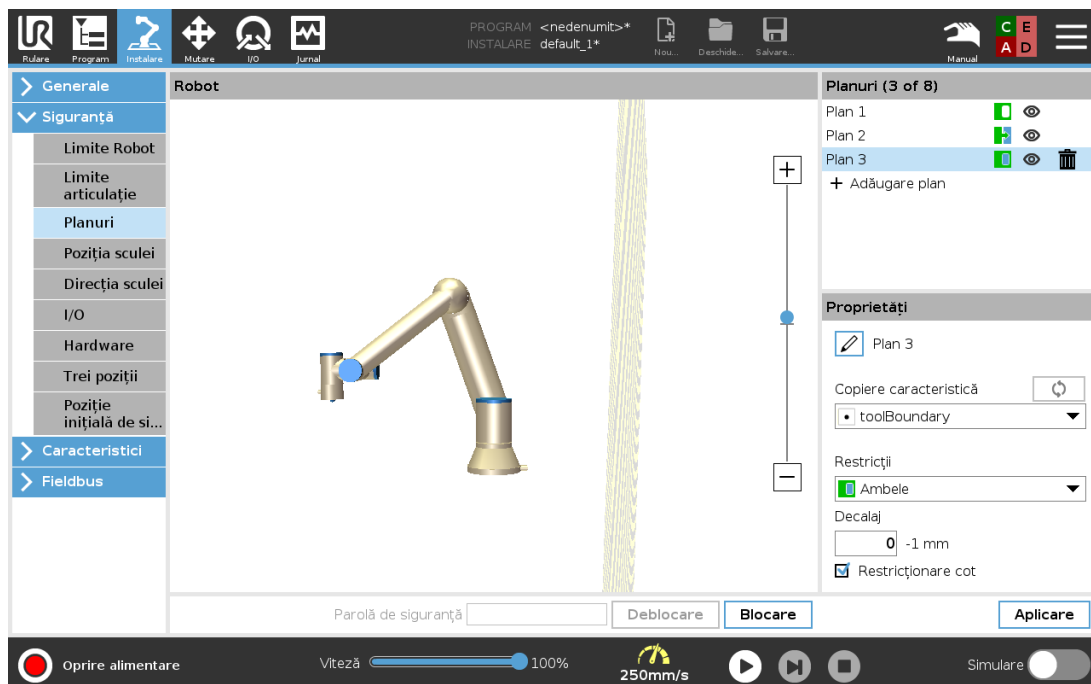 PROGRAM <nedenumit>*
INSTALARE default_1*
UR
Rulare
Program
Instalare
Mutare
I/O
Jurnal
Nou...
Deschide...
Salvare...
Manual
C E
A D
Generale
Siguranță
Limite Robot
Limite
articulație
Planuri
Poziția sculei
Direcția sculei
I/O
Hardware
Trei poziții
Poziție
inițială de si...
Caracteristici
Fieldbus
Robot
Planuri (3 of 8)
Plan 1
Plan 2
Plan 3
+ Adăugare plan
Proprietăți
Plan 3
Copiere caracteristică
toolBoundary
Restricții
Ambele
Decalaj
0 -1 mm
Restricționare cot
Parolă de siguranță
Deblocare
Blocare
Aplicare
Oprire alimentare
Viteză
100%
250mm/s
Simulare